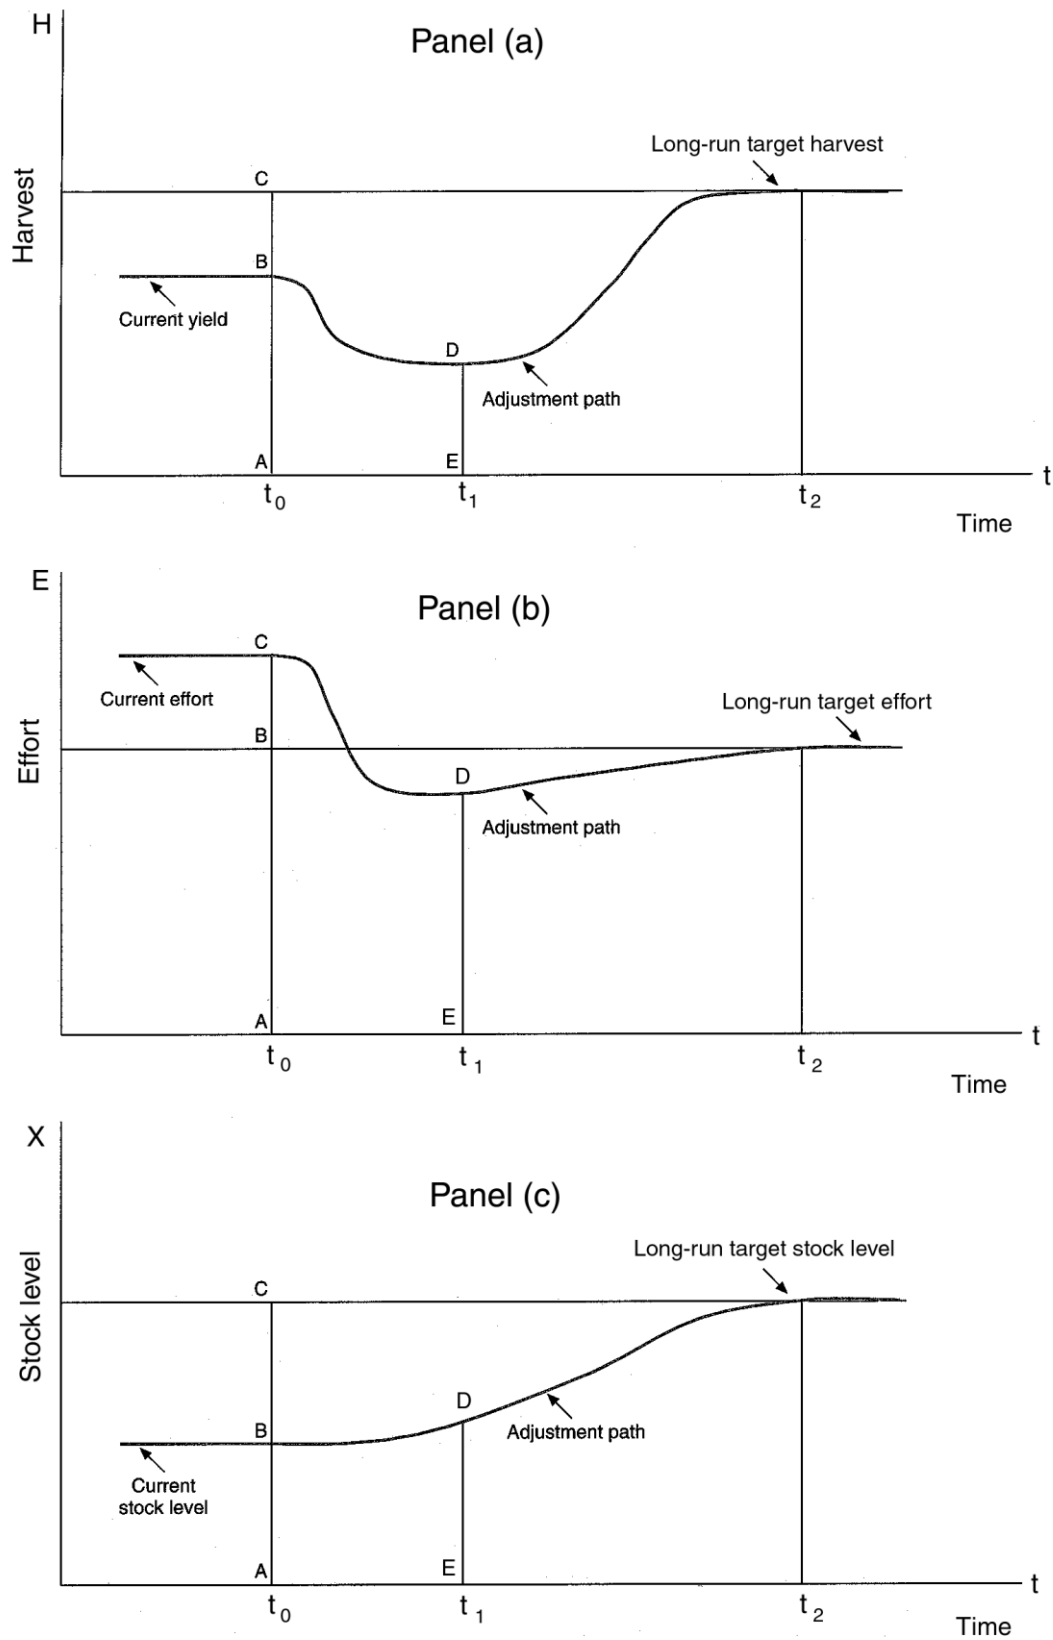 H
Panel (a)
Long-run target harvest
C
Harvest
B
Current yield
D
Adjustment path
A
E
t
t0
t1
t2
Time
E
Panel (b)
C
Current effort
Long-run target effort
B
Effort
D
Adjustment path
A
E
t
t0
t1
t2
Time
X
Panel (c)
Long-run target stock level
C
Stock level
D
B
Adjustment path
Current
stock level
A
E
t
t0
t1
t2
Time